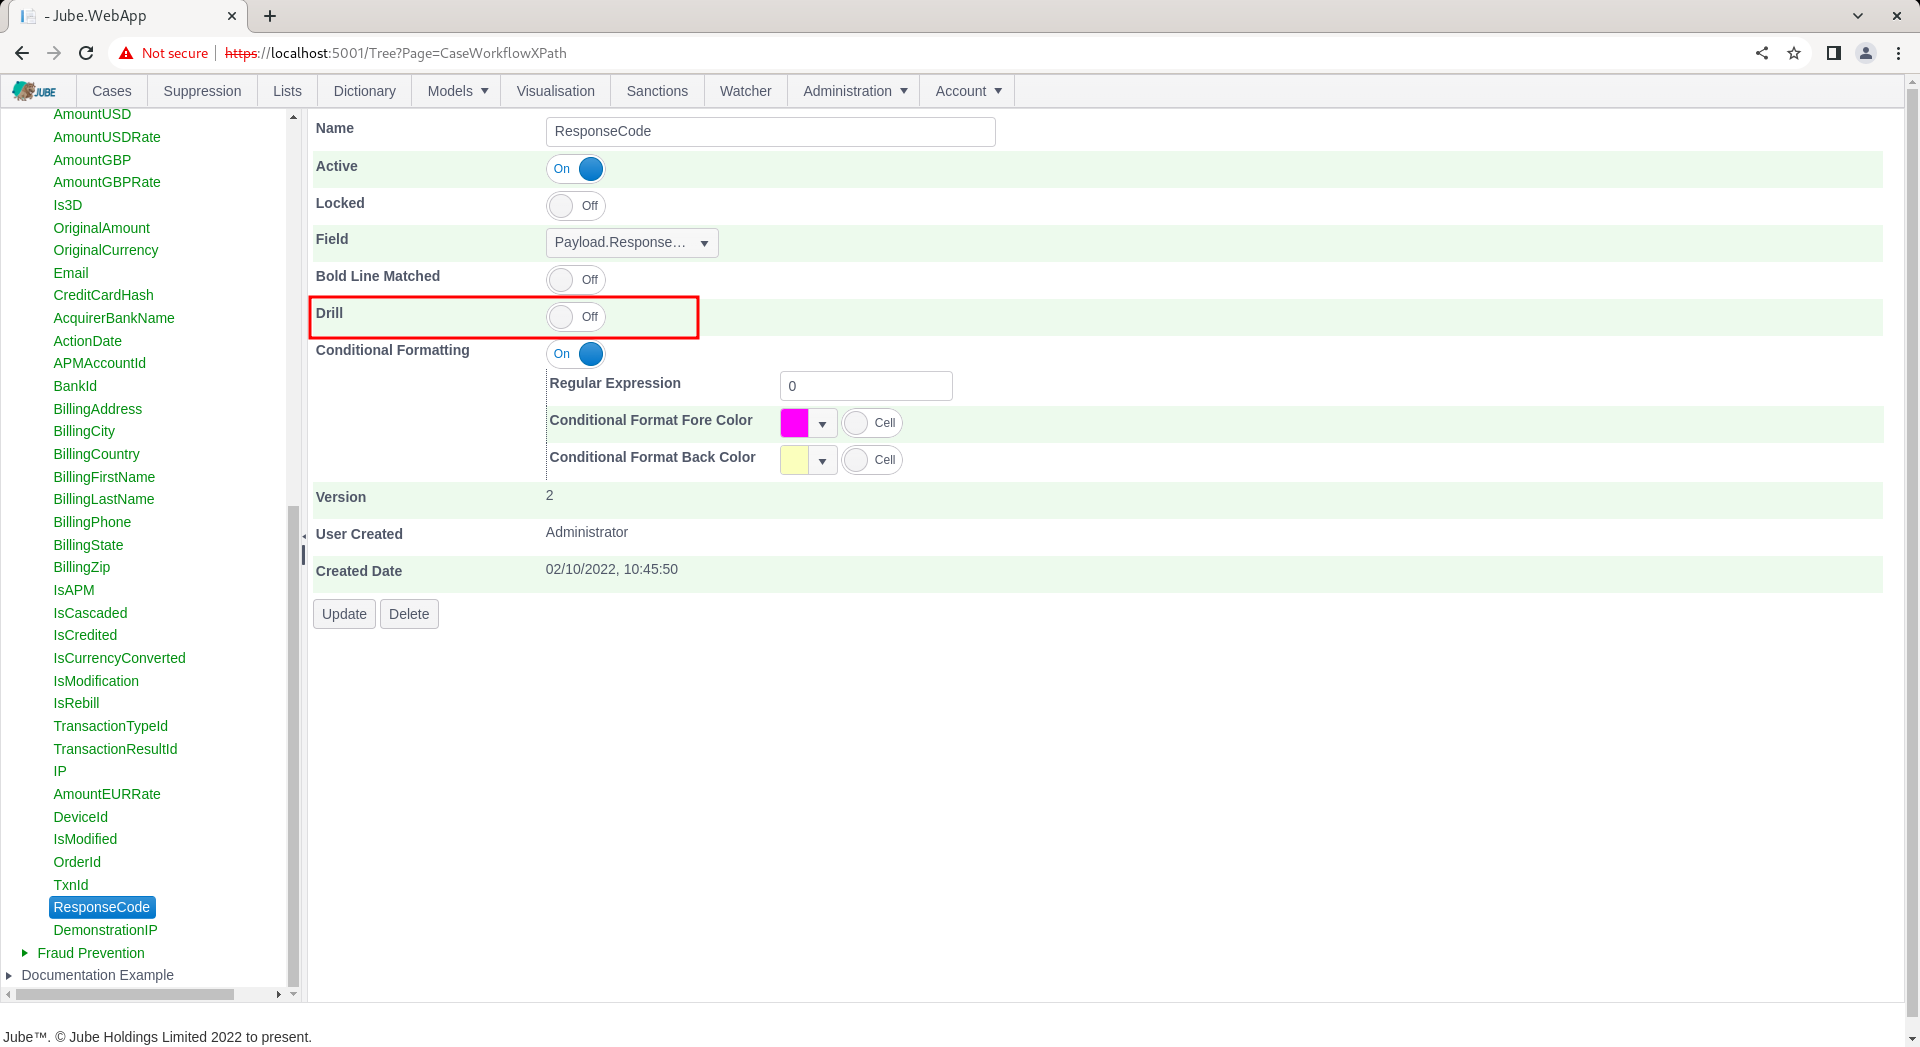 - Jube.WebApp
Not secure https://localhost:5001/Tree?Page=CaseWorkflowXPath
JUBE Cases Suppression Lists Dictionary Models Visualisation Sanctions Watcher Administration Account
AmountUSD
AmountUSDRate
AmountGBP
AmountGBPRate
Is3D
OriginalAmount
OriginalCurrency
Email
CreditCardHash
AcquirerBankName
ActionDate
APMAccountId
BankId
BillingAddress
BillingCity
BillingCountry
BillingFirstName
BillingLastName
BillingPhone
BillingState
BillingZip
IsAPM
IsCascaded
IsCredited
IsCurrencyConverted
IsModification
IsRebill
TransactionTypeId
TransactionResultId
IP
AmountEURRate
DeviceId
IsModified
OrderId
TxnId
ResponseCode
DemonstrationIP
Fraud Prevention
Documentation Example
Name ResponseCode
Active On
Locked Off
Field Payload.Response...
Bold Line Matched Off
Drill Off
Conditional Formatting On
Regular Expression 0
Conditional Format Fore Color Cell
Conditional Format Back Color Cell
Version 2
User Created Administrator
Created Date 02/10/2022, 10:45:50
Update Delete
Jube™. © Jube Holdings Limited 2022 to present.